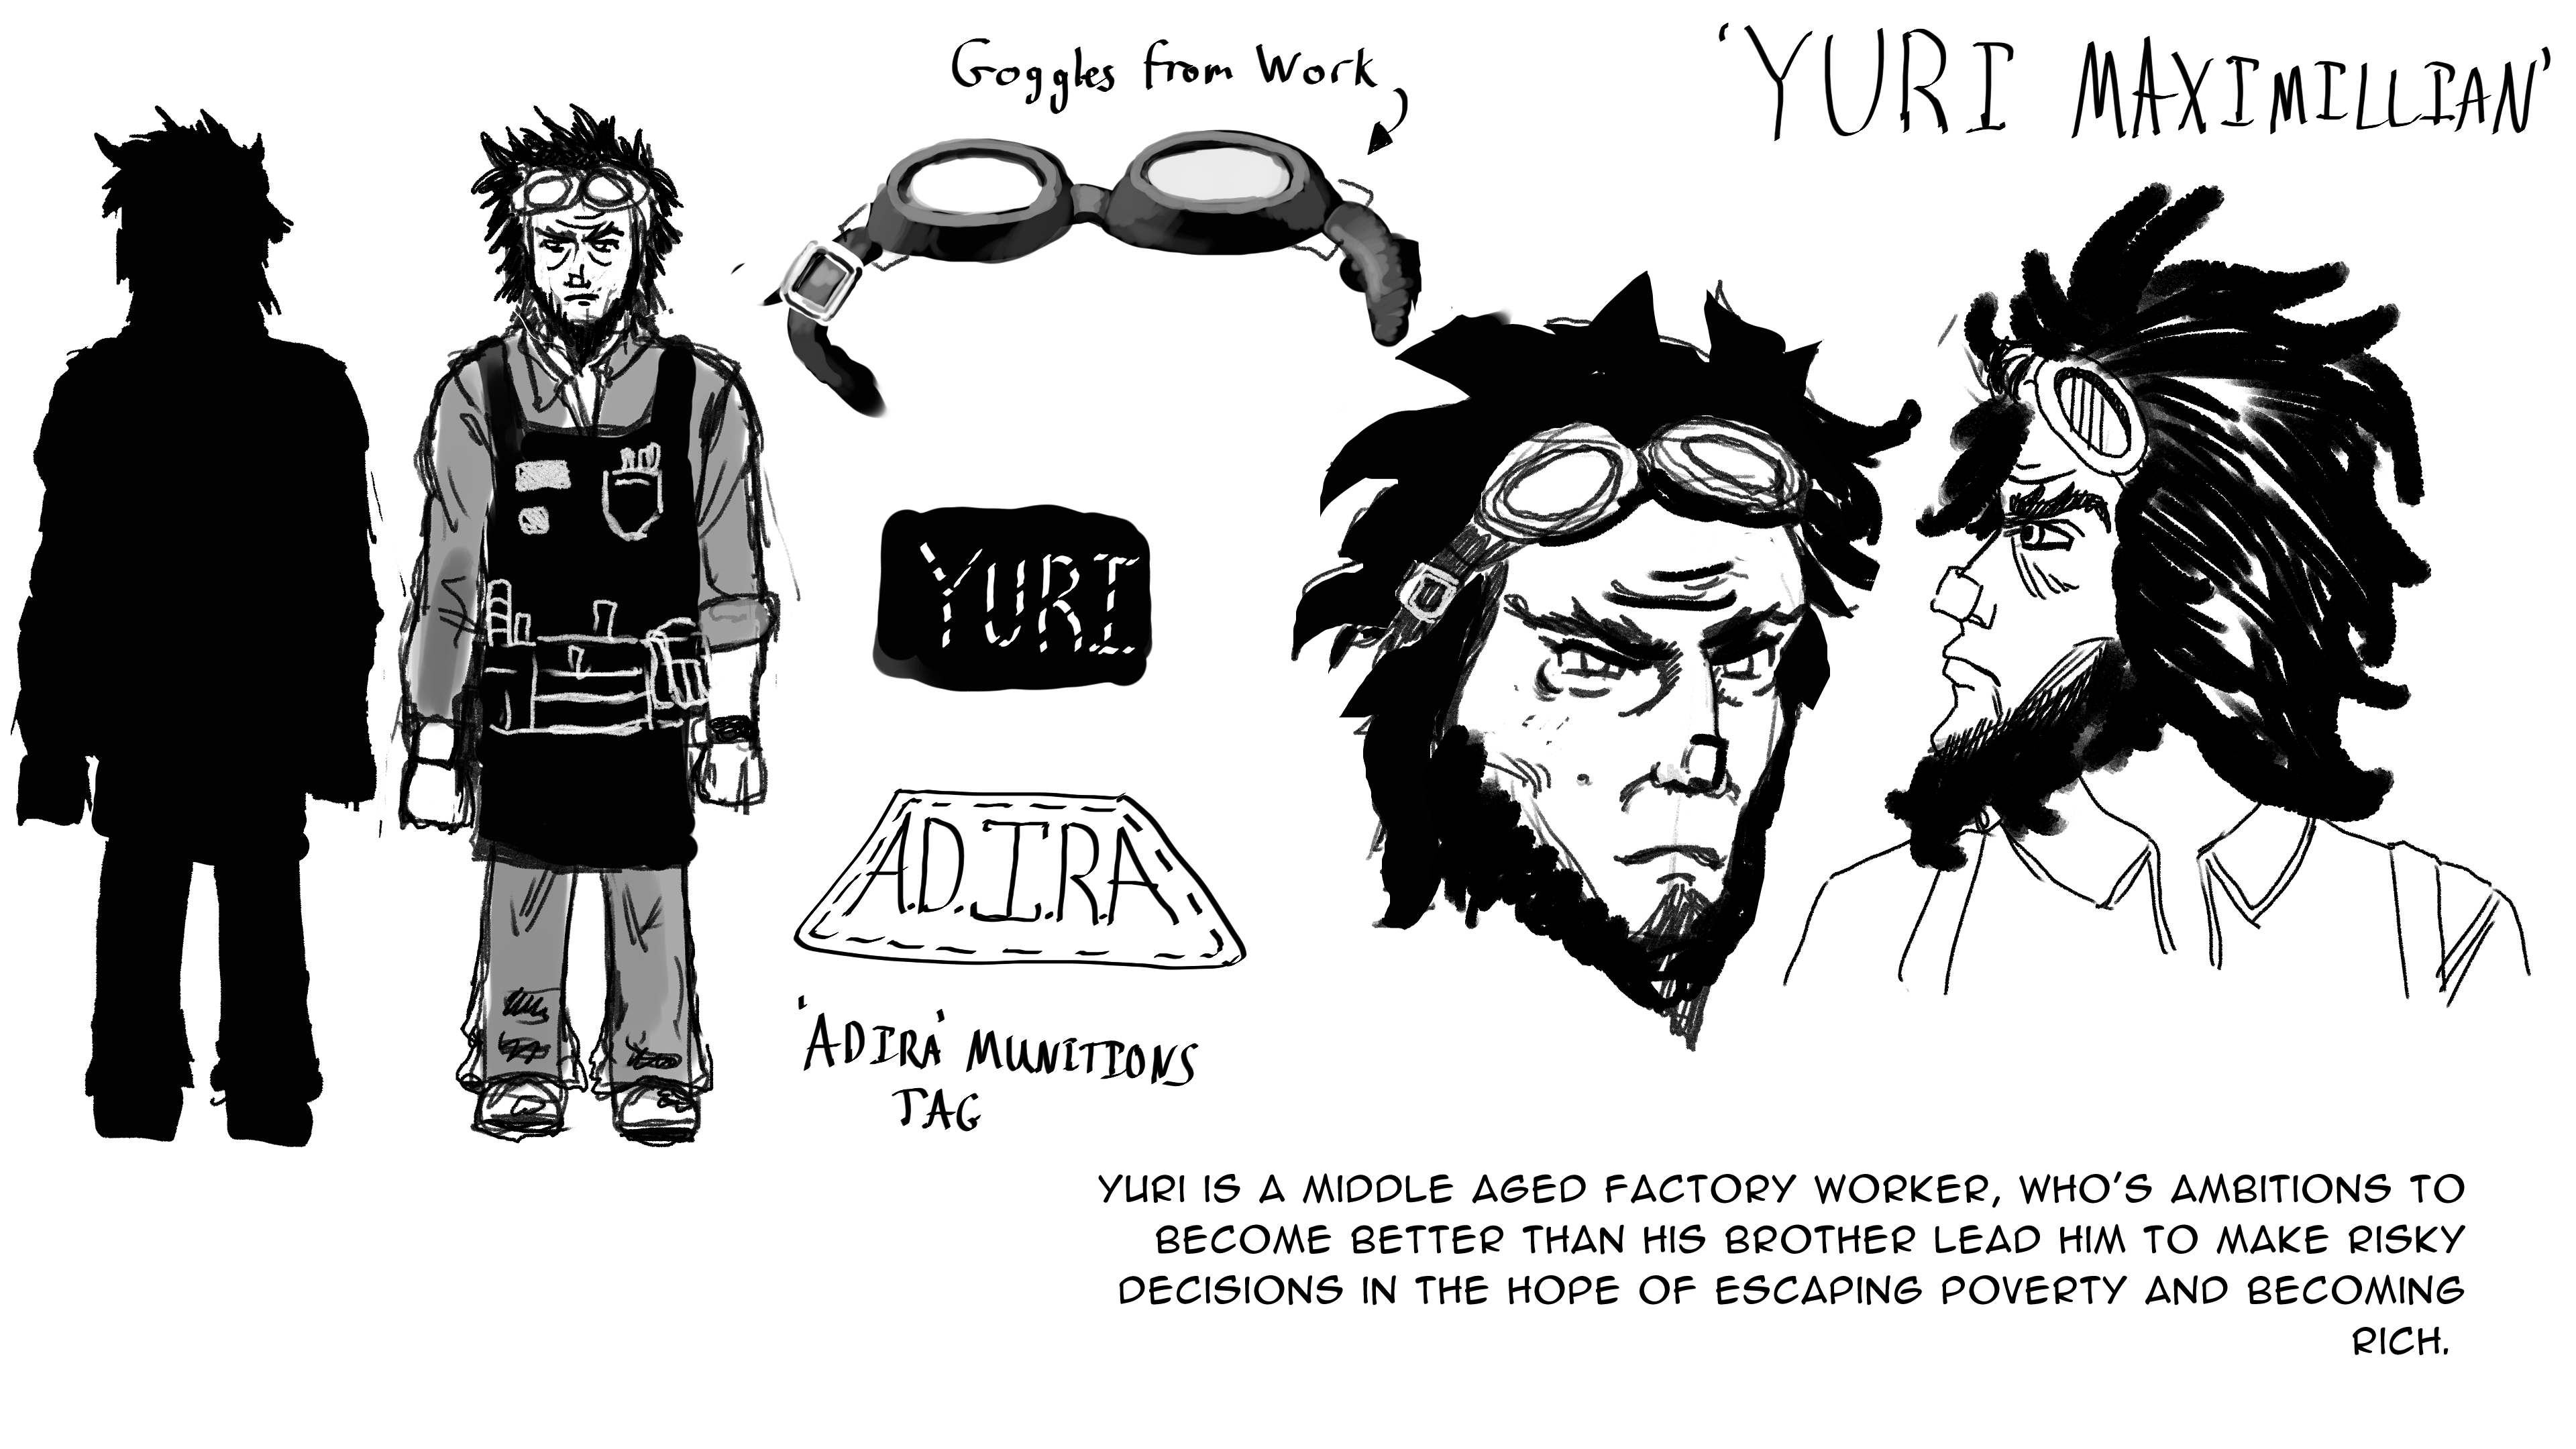 Goggles from Work
'YURI MAXIMILLIAN'
YURI
A.D.I.R.A
'ADIRA' MUNITIONS
TAG
YURI IS A MIDDLE AGED FACTORY WORKER, WHO'S AMBITIONS TO
BECOME BETTER THAN HIS BROTHER LEAD HIM TO MAKE RISKY
DECISIONS IN THE HOPE OF ESCAPING POVERTY AND BECOMING
RICH.